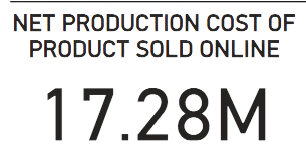 NET PRODUCTION COST OF
PRODUCT SOLD ONLINE
17.28M